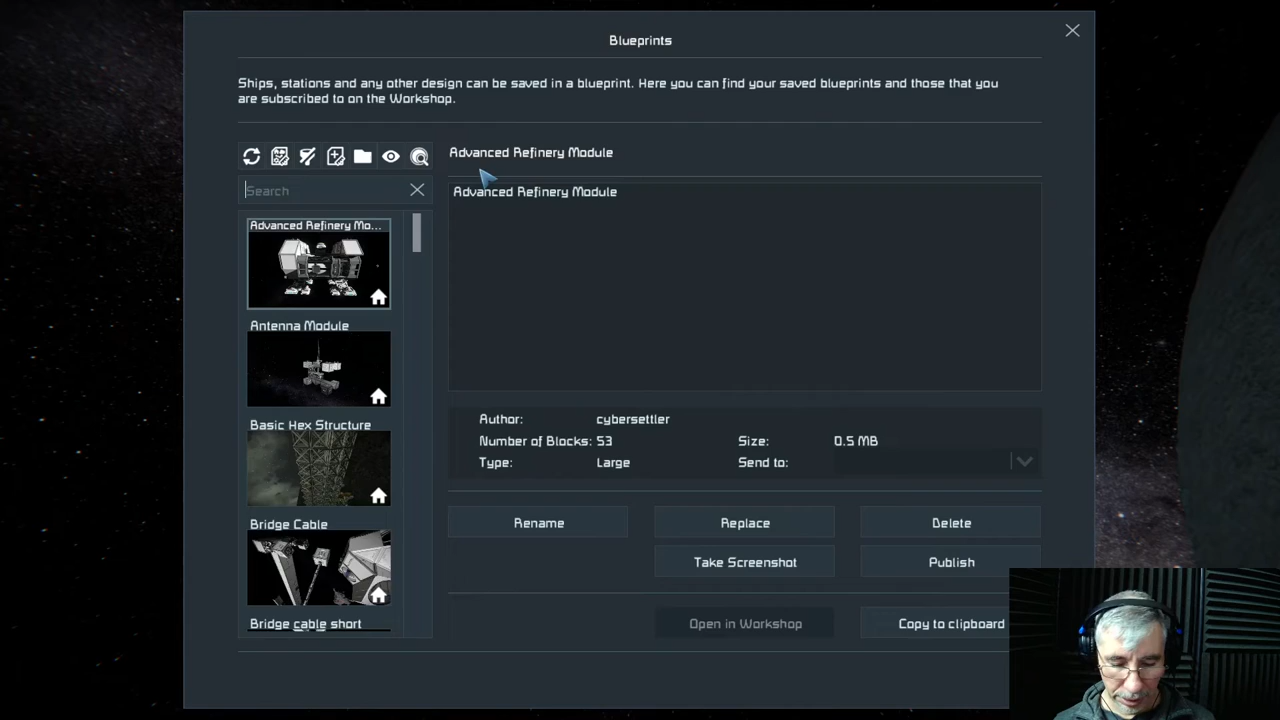 Blueprints
Ships, stations and any other design can be saved in a blueprint. Here you can find your saved blueprints and those that you
are subscribed to on the Workshop.
Advanced Refinery Module
Search
Advanced Refinery Module
Advanced Refinery Mo...
Antenna Module
Basic Hex Structure
Bridge Cable
Bridge cable short
Author: cybersettler
Number of Blocks: 53 Size: 0.5 MB
Type: Large Send to:
Rename Replace Delete
Take Screenshot Publish
Open in Workshop Copy to clipboard